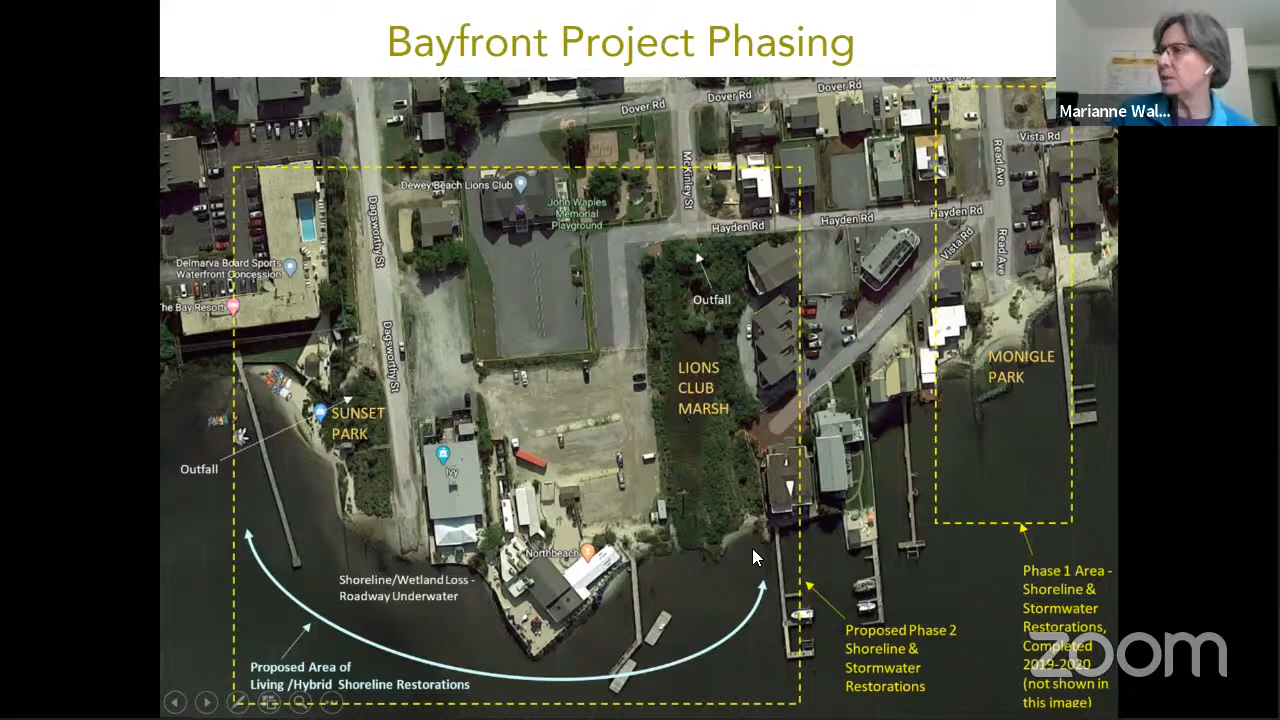 Bayfront Project Phasing
Marianne Wal...
Dover Rd
Dover Rd
Dover Rd
Vista Rd
McKinley St
Read Ave
Dewey Beach Lions Club
John Waples
Memorial
Playground
Dagsworthy St
Hayden Rd
Hayden Rd
Hayden Rd
Vista Rd
Read Ave
Delmarva Board Sports
Waterfront Concession
The Bay Resort
Outfall
Dagsworthy St
LIONS
CLUB
MARSH
MONIGLE
PARK
SUNSET
PARK
Outfall
Ivy
Northbeach
Shoreline/Wetland Loss -
Roadway Underwater
Proposed Area of
Living /Hybrid Shoreline Restorations
Proposed Phase 2
Shoreline &
Stormwater
Restorations
Phase 1 Area -
Shoreline &
Stormwater
Restorations,
Completed
2019-2020
(not shown in
this image)
zoom